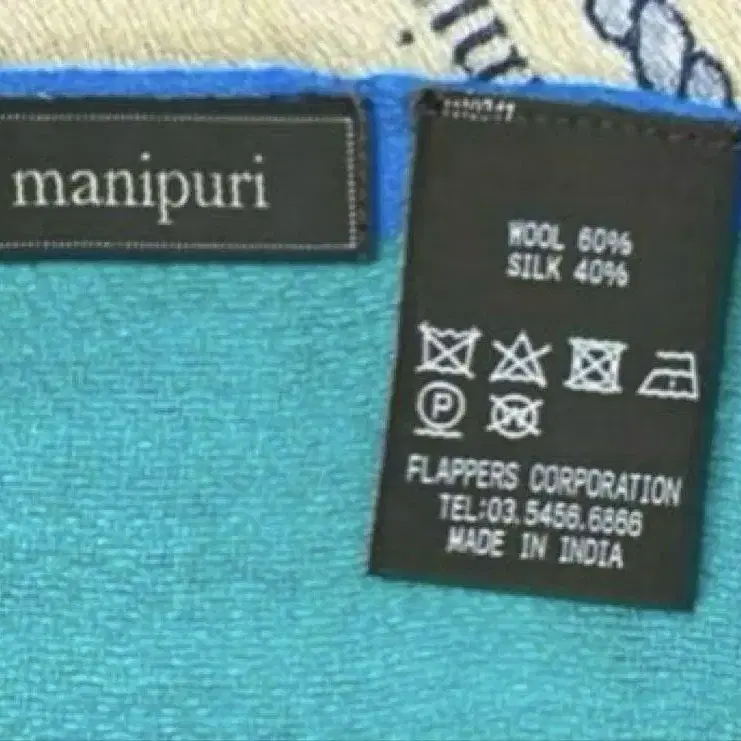 manipuri
WOOL 60%
SILK 40%
P
W
FLAPPERS CORPORATION
TEL:03.5456.6866
MADE IN INDIA